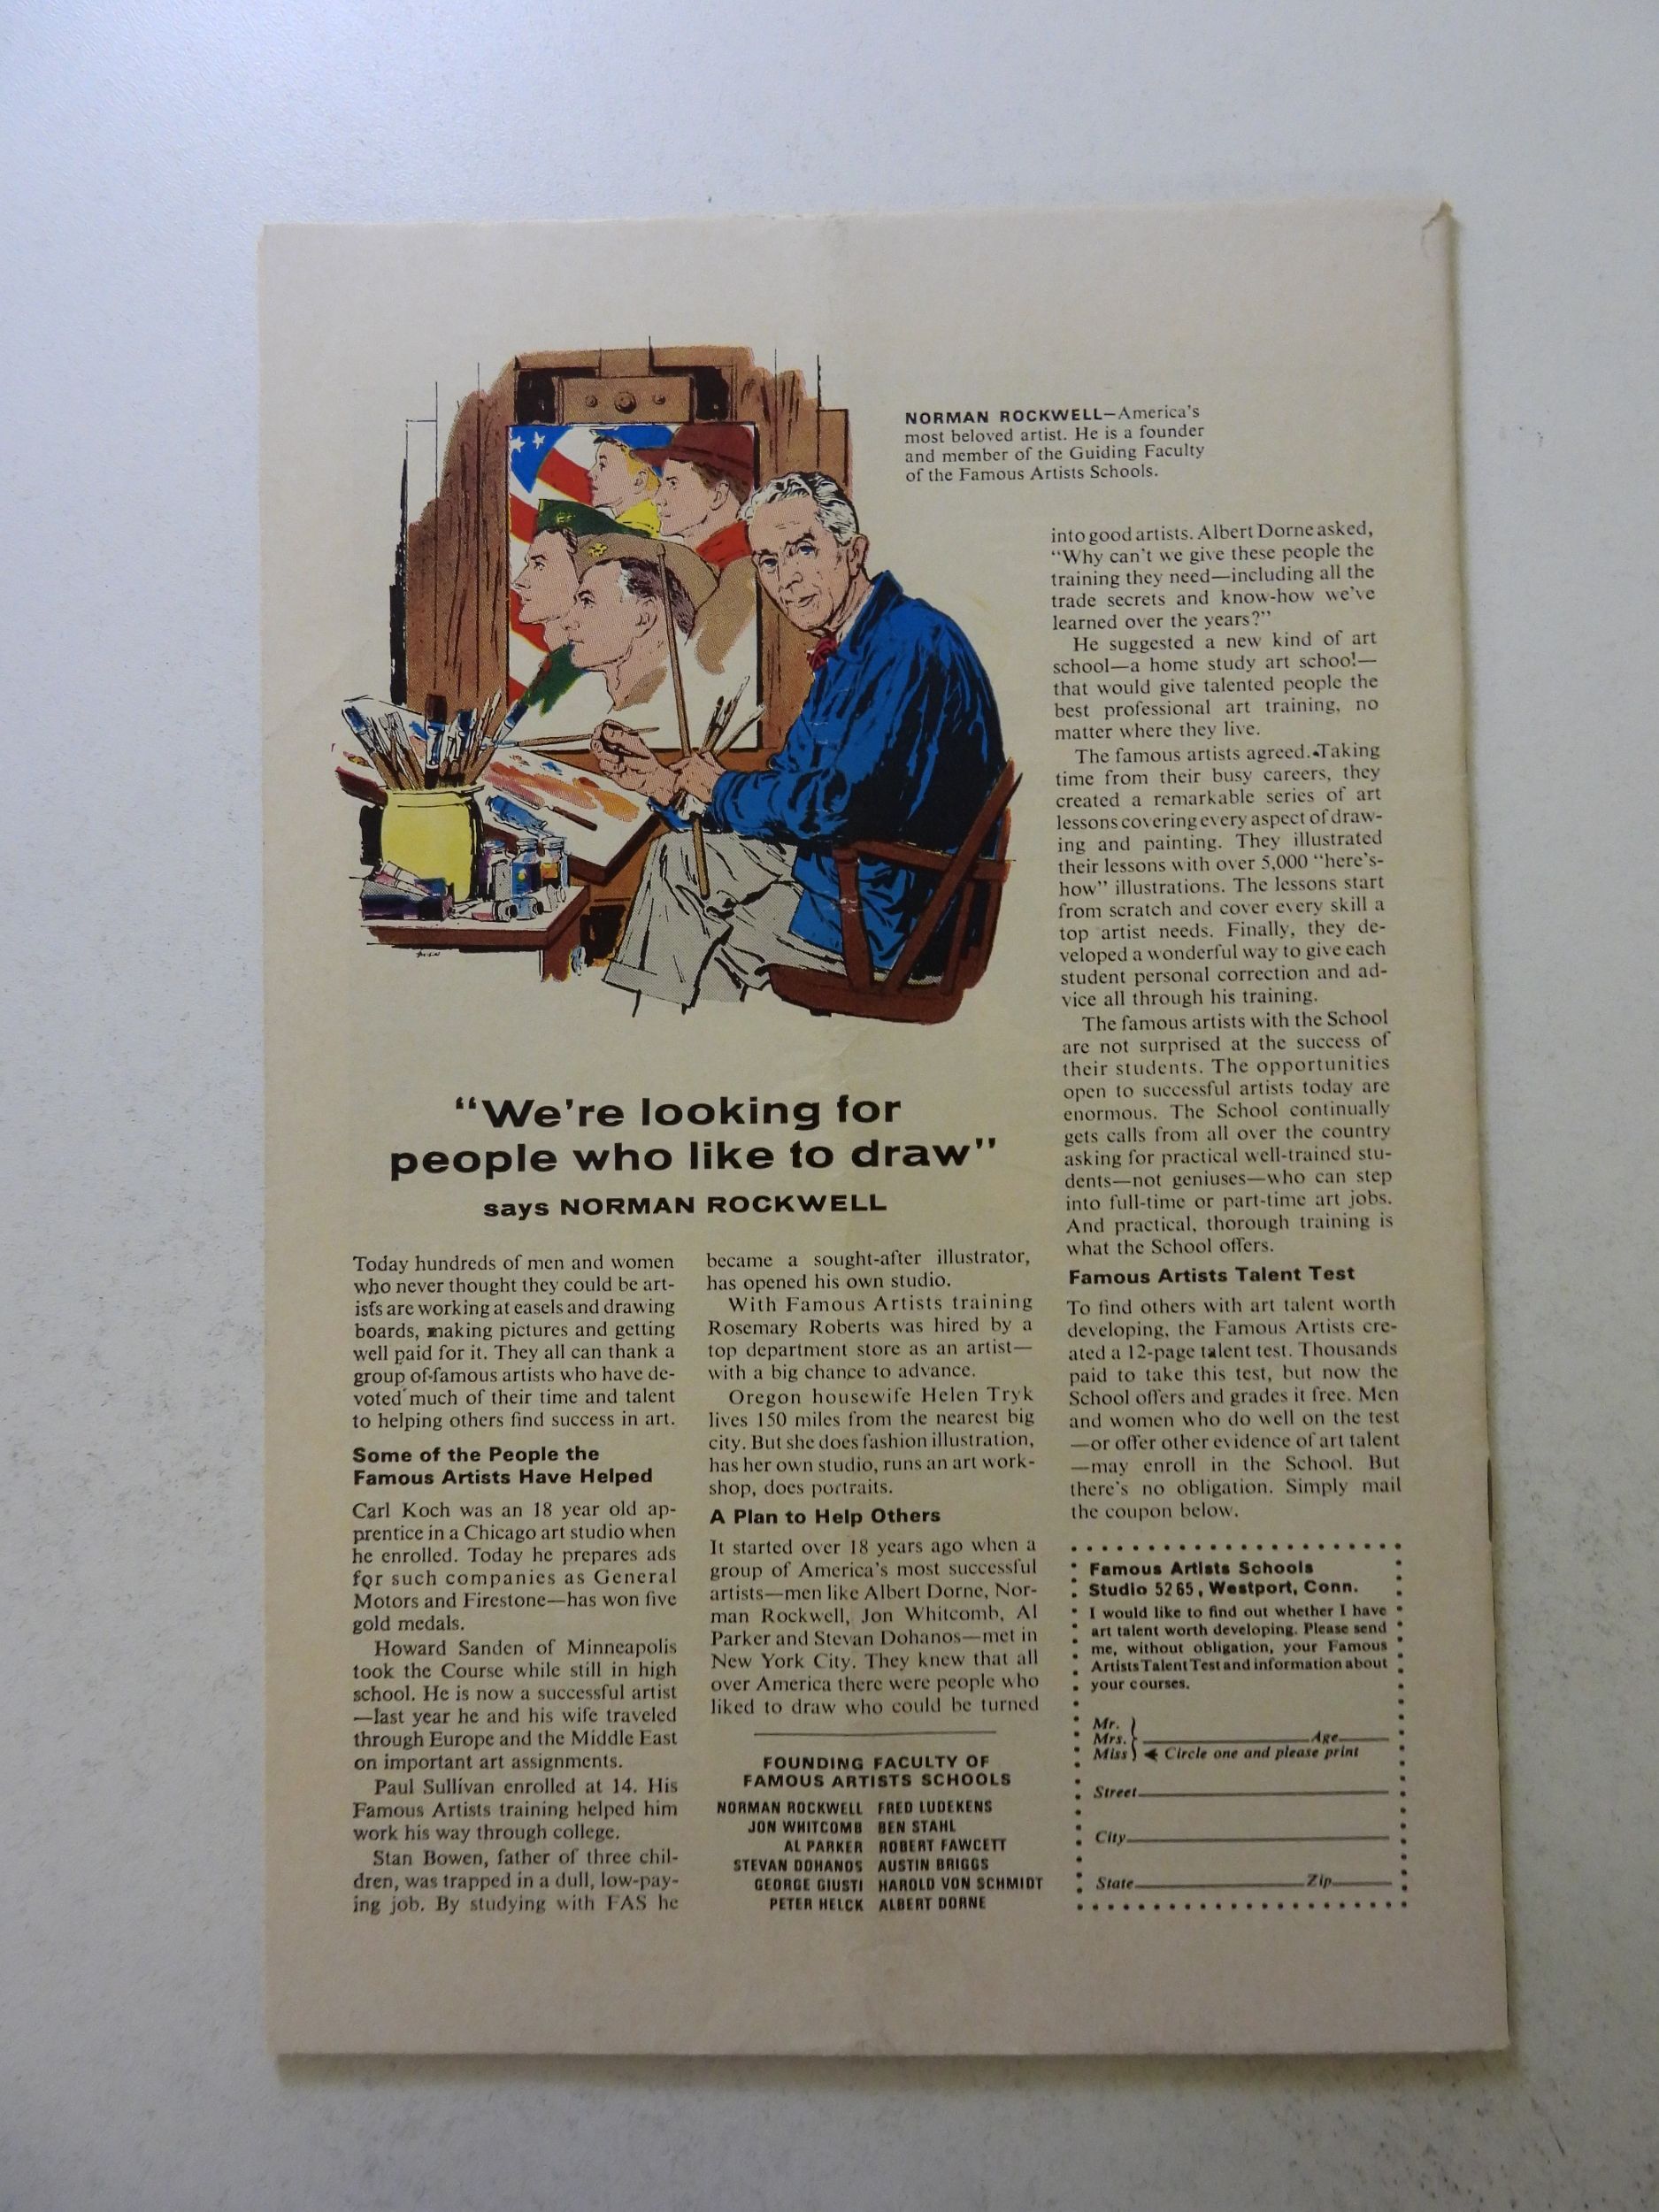 NORMAN ROCKWELL—America's
most beloved artist. He is a founder
and member of the Guiding Faculty
of the Famous Artists Schools.
"We're looking for
people who like to draw"
says NORMAN ROCKWELL
Today hundreds of men and women
who never thought they could be art-
ists are working at easels and drawing
boards, making pictures and getting
well paid for it. They all can thank a
group of famous artists who have de-
voted much of their time and talent
to helping others find success in art.
Some of the People the
Famous Artists Have Helped
Carl Koch was an 18 year old ap-
prentice in a Chicago art studio when
he enrolled. Today he prepares ads
for such companies as General
Motors and Firestone—has won five
gold medals.
Howard Sanden of Minneapolis
took the Course while still in high
school. He is now a successful artist
—last year he and his wife traveled
through Europe and the Middle East
on important art assignments.
Paul Sullivan enrolled at 14. His
Famous Artists training helped him
work his way through college.
Stan Bowen, father of three chil-
dren, was trapped in a dull, low-pay-
ing job. By studying with FAS he
became a sought-after illustrator,
has opened his own studio.
With Famous Artists training
Rosemary Roberts was hired by a
top department store as an artist—
with a big chance to advance.
Oregon housewife Helen Tryk
lives 150 miles from the nearest big
city. But she does fashion illustration,
has her own studio, runs an art work-
shop, does portraits.
A Plan to Help Others
It started over 18 years ago when a
group of America's most successful
artists—men like Albert Dorne, Nor-
man Rockwell, Jon Whitcomb, Al
Parker and Stevan Dohanos—met in
New York City. They knew that all
over America there were people who
liked to draw who could be turned
FOUNDING FACULTY OF
FAMOUS ARTISTS SCHOOLS
NORMAN ROCKWELL FRED LUDEKENS
JON WHITCOMB BEN STAHL
AL PARKER ROBERT FAWCETT
STEVAN DOHANOS AUSTIN BRIGGS
GEORGE GIUSTI HAROLD VON SCHMIDT
PETER HELCK ALBERT DORNE
into good artists. Albert Dorne asked,
"Why can't we give these people the
training they need—including all the
trade secrets and know-how we've
learned over the years?"
He suggested a new kind of art
school—a home study art school—
that would give talented people the
best professional art training, no
matter where they live.
The famous artists agreed. Taking
time from their busy careers, they
created a remarkable series of art
lessons covering every aspect of draw-
ing and painting. They illustrated
their lessons with over 5,000 "here's-
how" illustrations. The lessons start
from scratch and cover every skill a
top artist needs. Finally, they de-
veloped a wonderful way to give each
student personal correction and ad-
vice all through his training.
The famous artists with the School
are not surprised at the success of
their students. The opportunities
open to successful artists today are
enormous. The School continually
gets calls from all over the country
asking for practical well-trained stu-
dents—not geniuses—who can step
into full-time or part-time art jobs.
And practical, thorough training is
what the School offers.
Famous Artists Talent Test
To find others with art talent worth
developing, the Famous Artists cre-
ated a 12-page talent test. Thousands
paid to take this test, but now the
School offers and grades it free. Men
and women who do well on the test
—or offer other evidence of art talent
—may enroll in the School. But
there's no obligation. Simply mail
the coupon below.
Famous Artists Schools
Studio 5265, Westport, Conn.
I would like to find out whether I have
art talent worth developing. Please send
me, without obligation, your Famous
Artists Talent Test and information about
your courses.
Mr.
Mrs. Age
Miss Circle one and please print
Street
City
State Zip